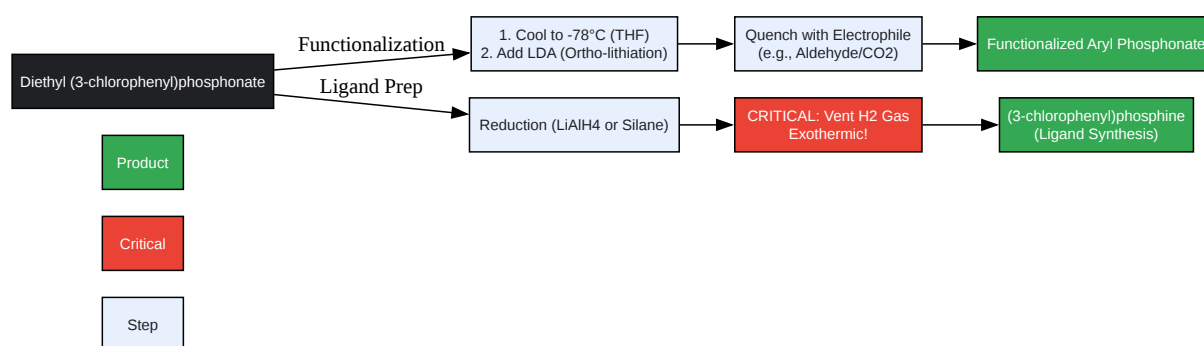 Diethyl (3-chlorophenyl)phosphonate
Functionalization
1. Cool to -78°C (THF)
2. Add LDA (Ortho-lithiation)
Quench with Electrophile
(e.g., Aldehyde/CO2)
Functionalized Aryl Phosphonate
Ligand Prep
Reduction (LiAlH4 or Silane)
CRITICAL: Vent H2 Gas
Exothermic!
(3-chlorophenyl)phosphine
(Ligand Synthesis)
Product
Critical
Step